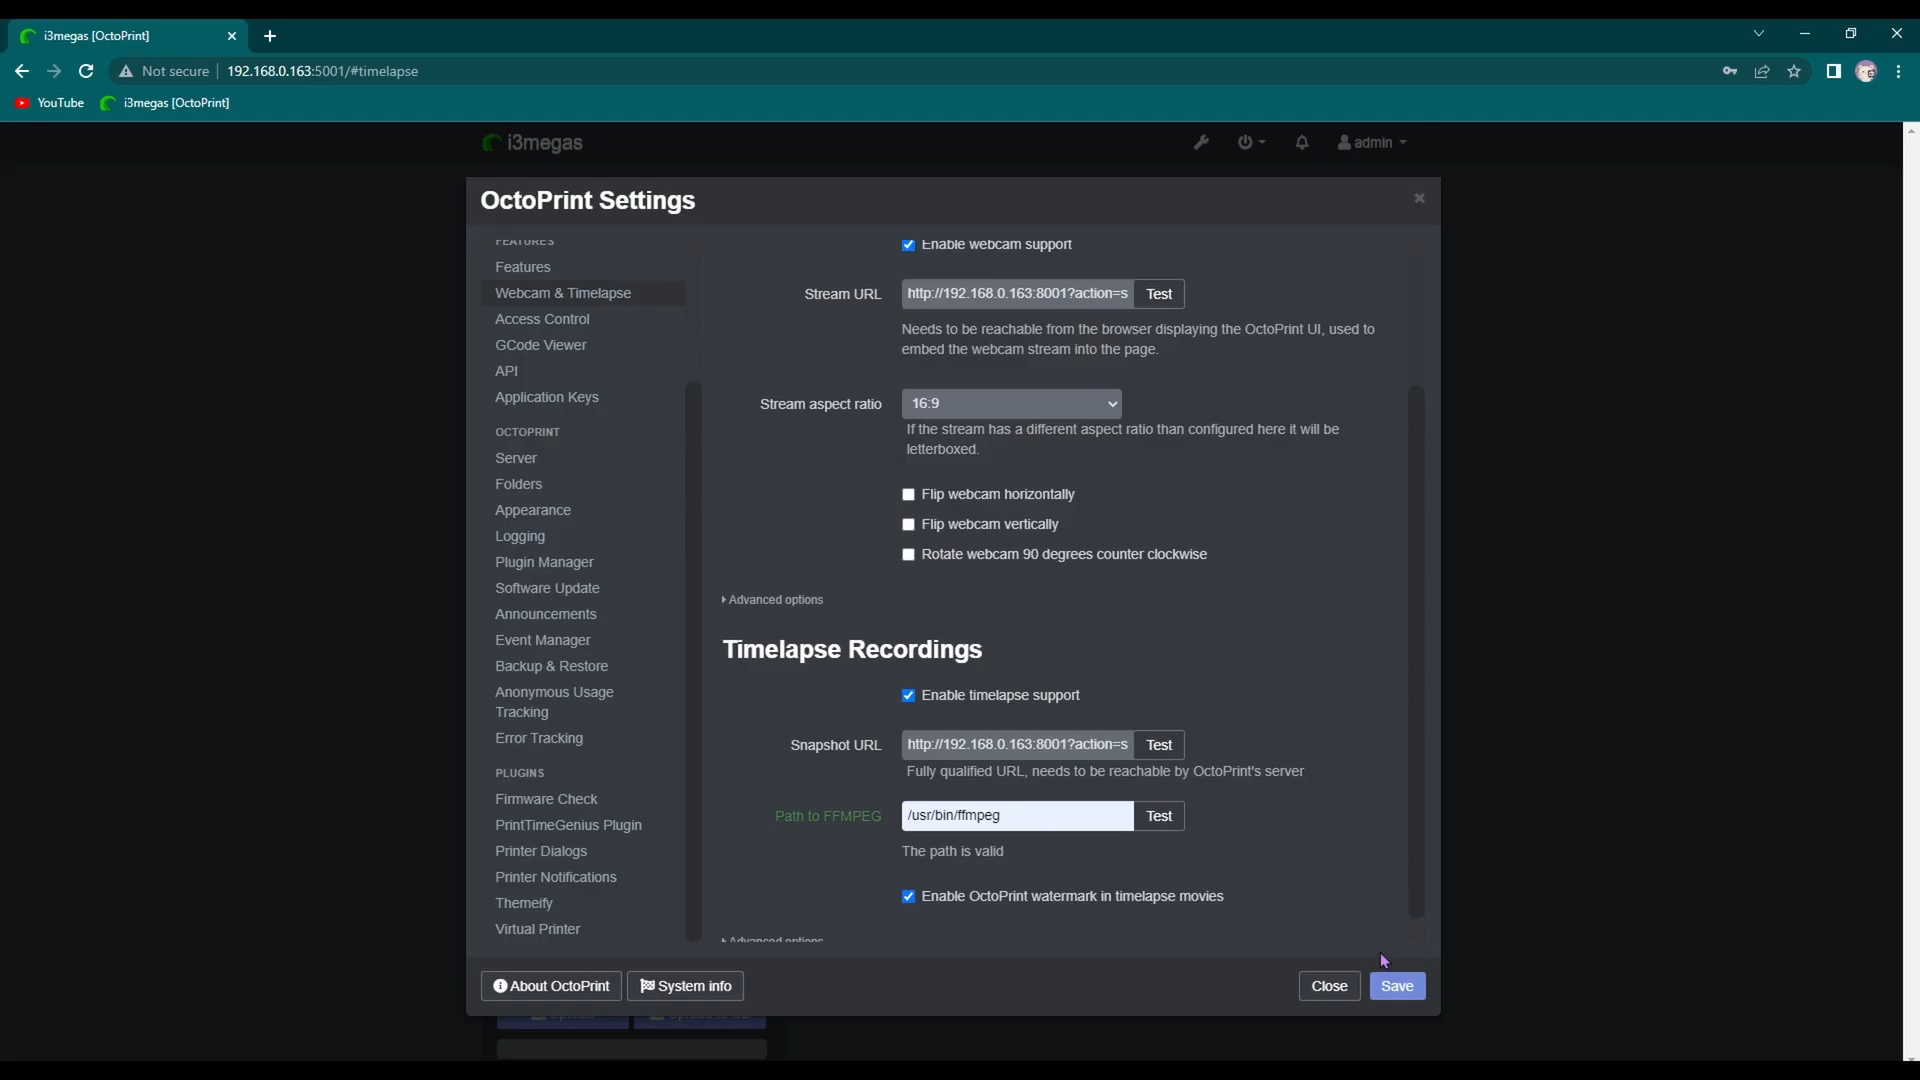 i3megas [OctoPrint]
Not secure
192.168.0.163:5001/#timelapse
YouTube
i3megas [OctoPrint]
i3megas
admin
OctoPrint Settings
FEATURES
Features
Webcam & Timelapse
Access Control
GCode Viewer
API
Application Keys
OCTOPRINT
Server
Folders
Appearance
Logging
Plugin Manager
Software Update
Announcements
Event Manager
Backup & Restore
Anonymous Usage
Tracking
Error Tracking
PLUGINS
Firmware Check
PrintTimeGenius Plugin
Printer Dialogs
Printer Notifications
Themeify
Virtual Printer
Enable webcam support
Stream URL http://192.168.0.163:8001?action=s Test
Needs to be reachable from the browser displaying the OctoPrint UI, used to
embed the webcam stream into the page.
Stream aspect ratio 16:9
If the stream has a different aspect ratio than configured here it will be
letterboxed.
Flip webcam horizontally
Flip webcam vertically
Rotate webcam 90 degrees counter clockwise
Advanced options
Timelapse Recordings
Enable timelapse support
Snapshot URL http://192.168.0.163:8001?action=s Test
Fully qualified URL, needs to be reachable by OctoPrint's server
Path to FFMPEG /usr/bin/ffmpeg Test
The path is valid
Enable OctoPrint watermark in timelapse movies
Advanced options
About OctoPrint System info Close Save